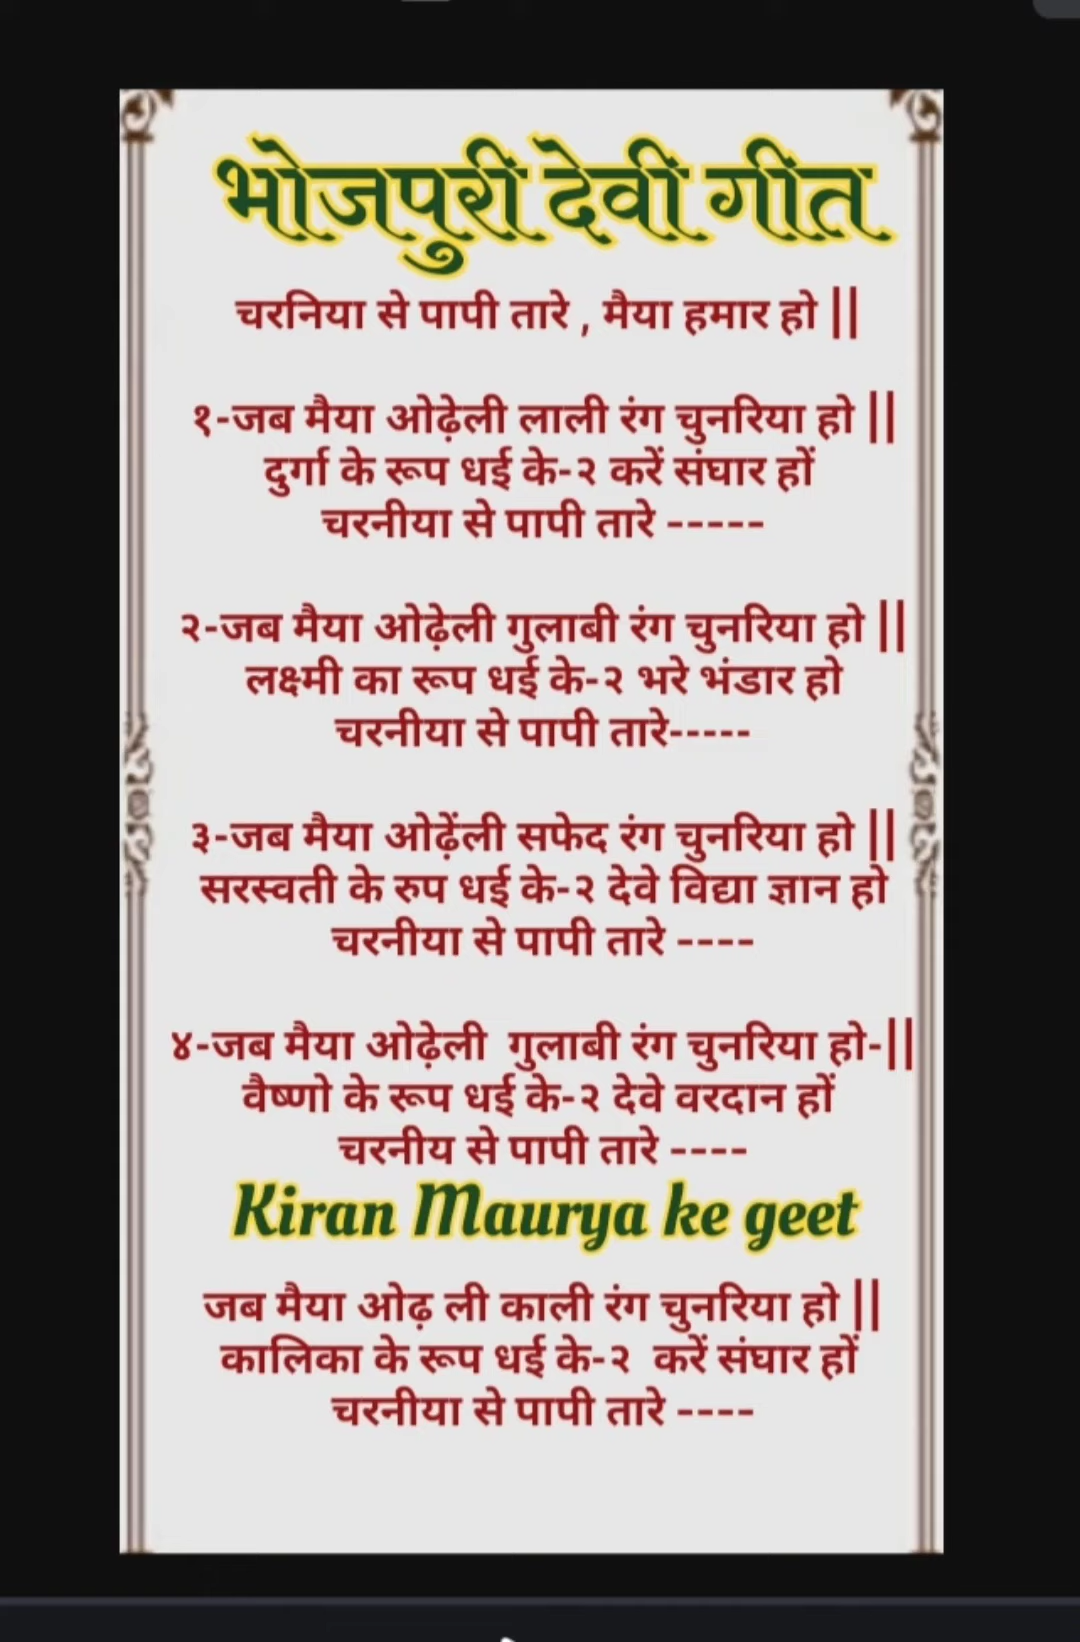 भोजपुरी देवी गीत
चरनिया से पापी तारे , मैया हमार हो ||
१-जब मैया ओढ़ेली लाली रंग चुनरिया हो ||
दुर्गा के रूप धई के-२ करें संघार हों
चरनीया से पापी तारे -----
२-जब मैया ओढ़ेली गुलाबी रंग चुनरिया हो ||
लक्ष्मी का रूप धई के-२ भरे भंडार हो
चरनीया से पापी तारे-----
३-जब मैया ओढ़ेंली सफेद रंग चुनरिया हो ||
सरस्वती के रुप धई के-२ देवे विद्या ज्ञान हो
चरनीया से पापी तारे ----
४-जब मैया ओढ़ेली गुलाबी रंग चुनरिया हो-||
वैष्णो के रूप धई के-२ देवे वरदान हों
चरनीय से पापी तारे ----
Kiran Maurya ke geet
जब मैया ओढ़ ली काली रंग चुनरिया हो ||
कालिका के रूप धई के-२ करें संघार हों
चरनीया से पापी तारे ----